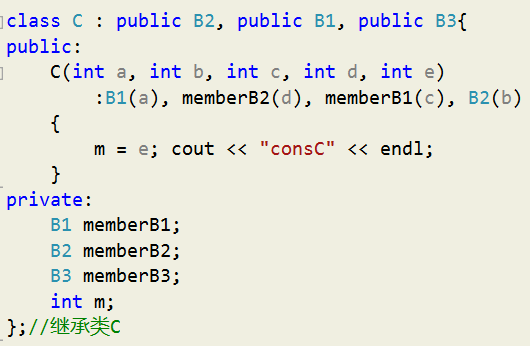 class C : public B2, public B1, public B3{
public:
    C(int a, int b, int c, int d, int e)
        :B1(a), memberB2(d), memberB1(c), B2(b)
    {
        m = e; cout << "consC" << endl;
    }
private:
    B1 memberB1;
    B2 memberB2;
    B3 memberB3;
    int m;
};//继承类C